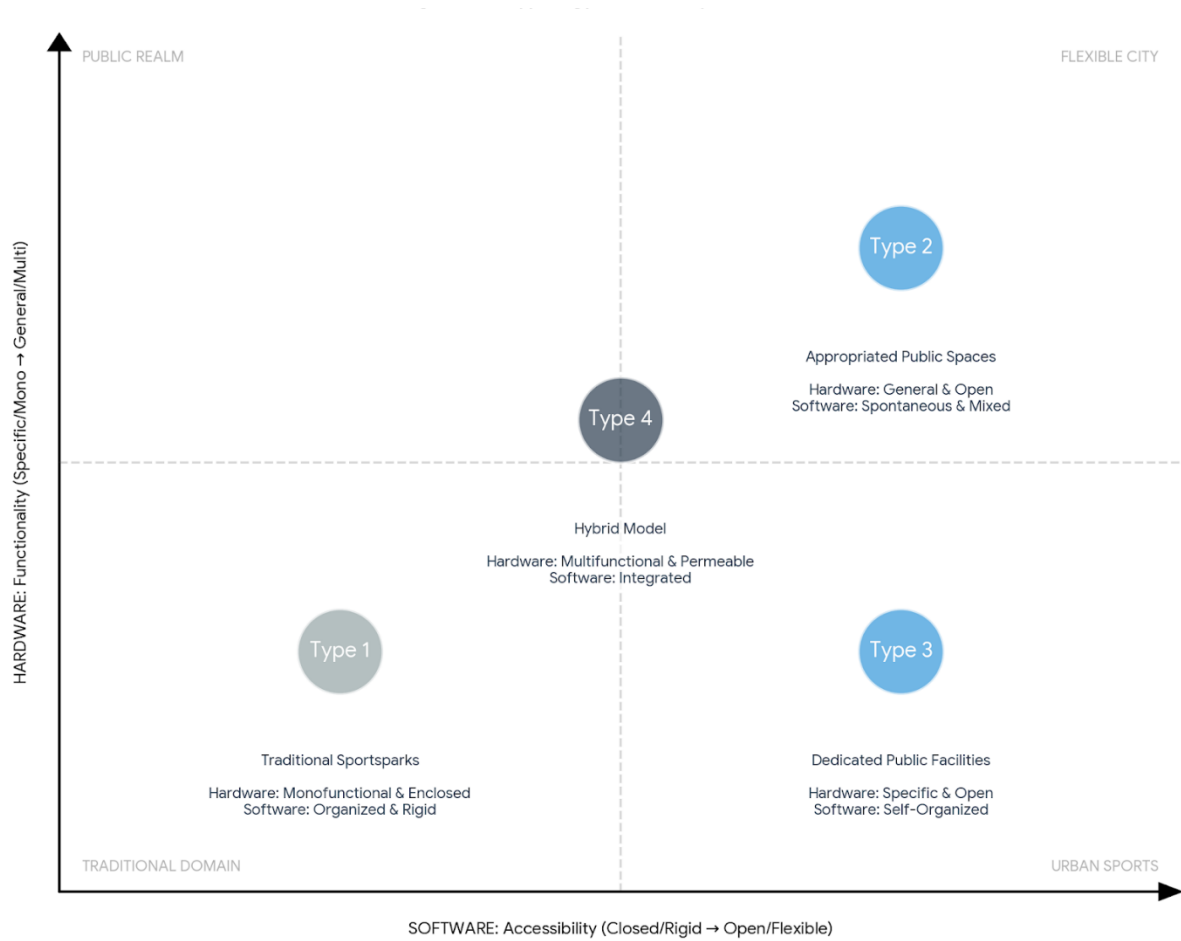 PUBLIC REALM
FLEXIBLE CITY
Type 2
Appropriated Public Spaces
Hardware: General & Open
Software: Spontaneous & Mixed
Type 4
Hybrid Model
Hardware: Multifunctional & Permeable
Software: Integrated
Type 1
Traditional Sportsparks
Hardware: Monofunctional & Enclosed
Software: Organized & Rigid
Type 3
Dedicated Public Facilities
Hardware: Specific & Open
Software: Self-Organized
TRADITIONAL DOMAIN
URBAN SPORTS
HARDWARE: Functionality (Specific/Mono → General/Multi)
SOFTWARE: Accessibility (Closed/Rigid → Open/Flexible)